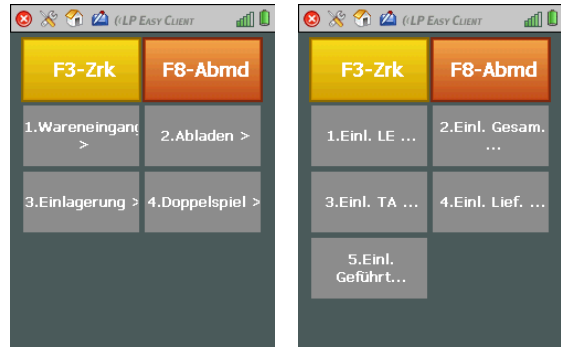 ((LP EASY CLIENT
F3-Zrk F8-Abmd
1.Wareneingang
>
2.Abladen >
3.Einlagerung > 4.Doppelspiel >
((LP EASY CLIENT
F3-Zrk F8-Abmd
1.Einl. LE ...
2.Einl. Gesam.
...
3.Einl. TA ... 4.Einl. Lief. ...
5.Einl.
Geführt...